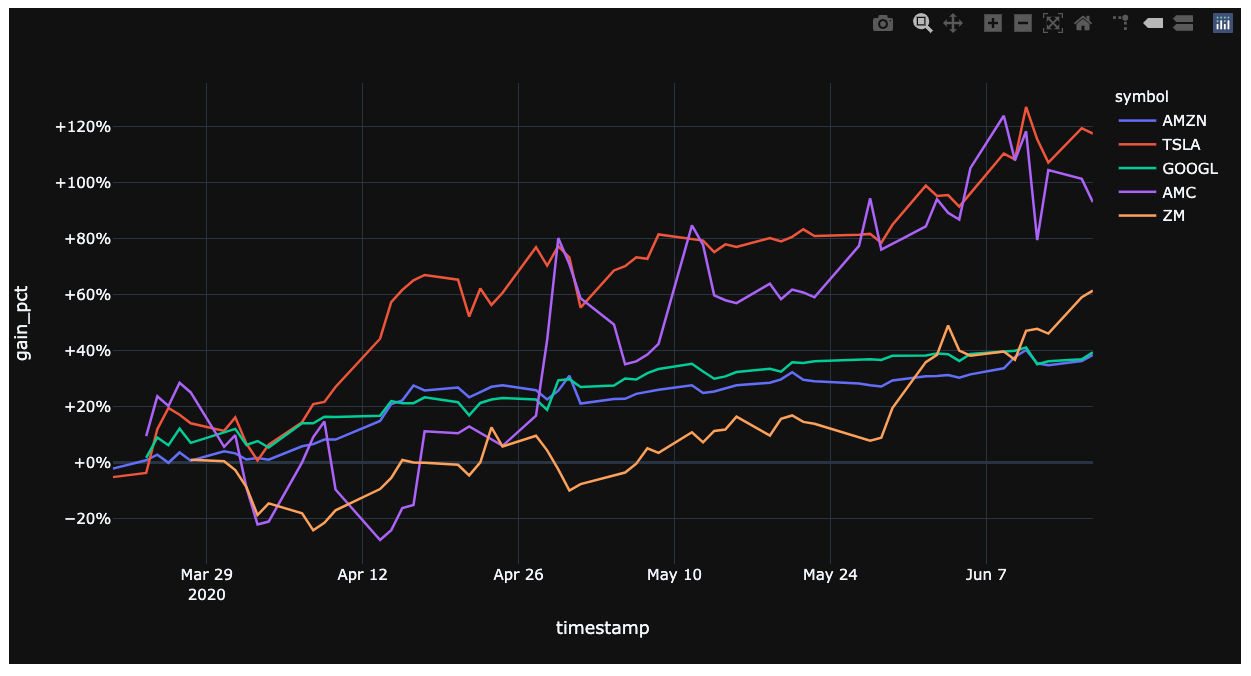 symbol
AMZN
TSLA
GOOGL
AMC
ZM
+120%
+100%
+80%
+60%
+40%
+20%
+0%
−20%
gain_pct
Mar 29 Apr 12 Apr 26 May 10 May 24 Jun 7
2020
timestamp